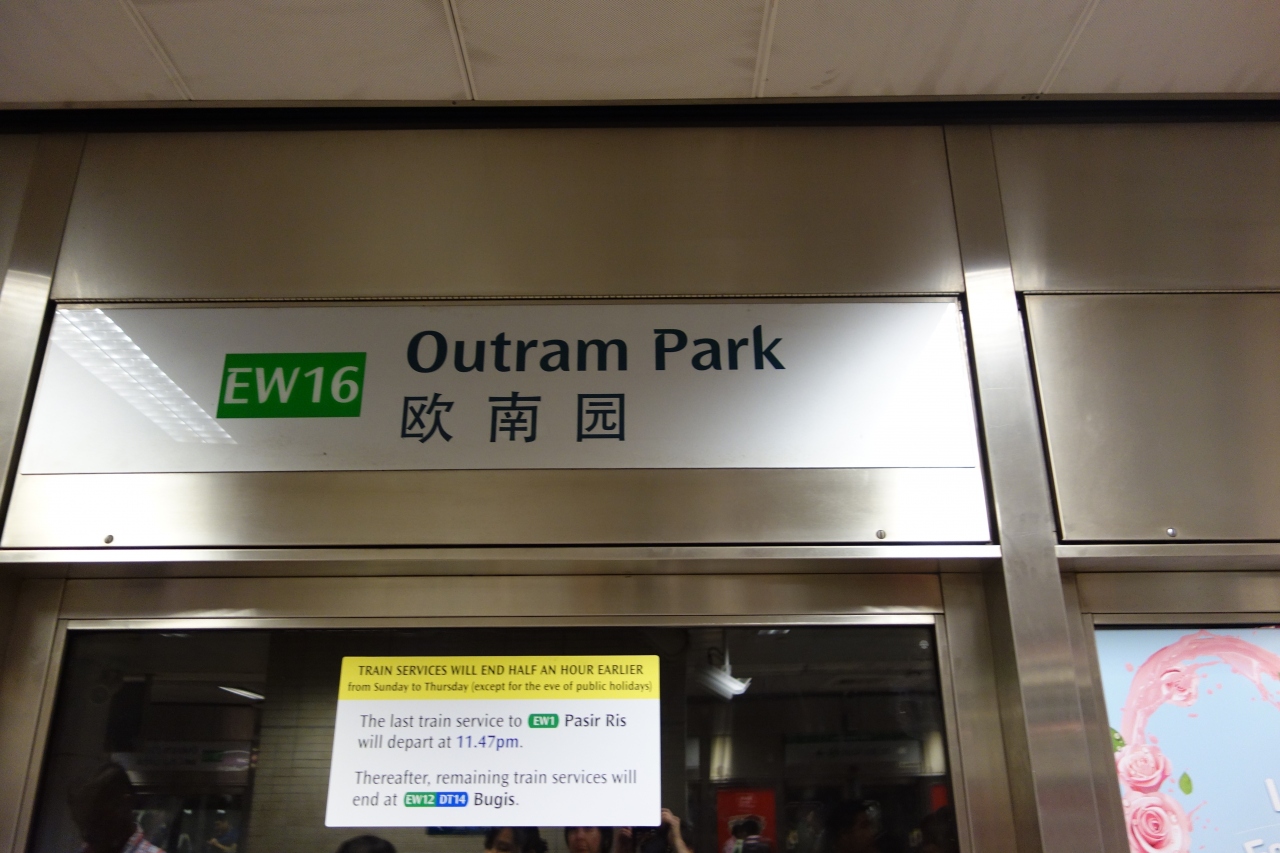 EW16
Outram Park
欧南园
TRAIN SERVICES WILL END HALF AN HOUR EARLIER
from Sunday to Thursday (except for the eve of public holidays)
The last train service to EW1 Pasir Ris
will depart at 11.47pm.
Thereafter, remaining train services will
end at EW12 DT14 Bugis.